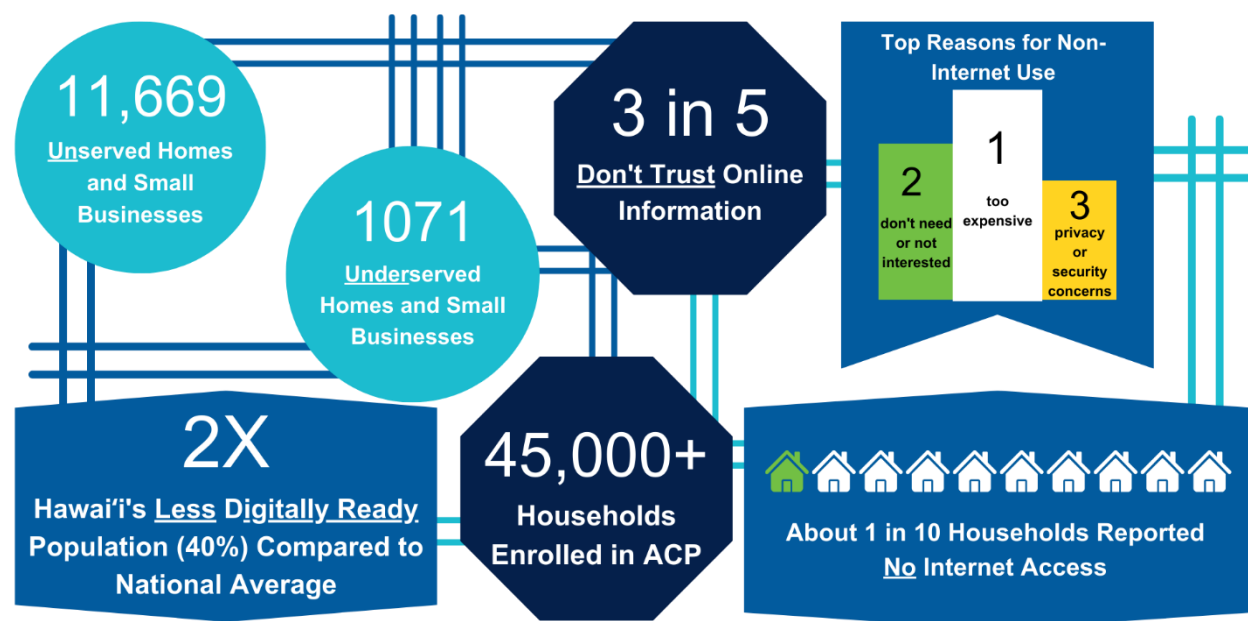 11,669
Unserved Homes
and Small
Businesses
1071
Underserved
Homes and Small
Businesses
3 in 5
Don't Trust Online
Information
Top Reasons for Non-
Internet Use
2
don't need
or not
interested
1
too
expensive
3
privacy
or
security
concerns
2X
Hawaiʻi's Less Digitally Ready
Population (40%) Compared to
National Average
45,000+
Households
Enrolled in ACP
About 1 in 10 Households Reported
No Internet Access